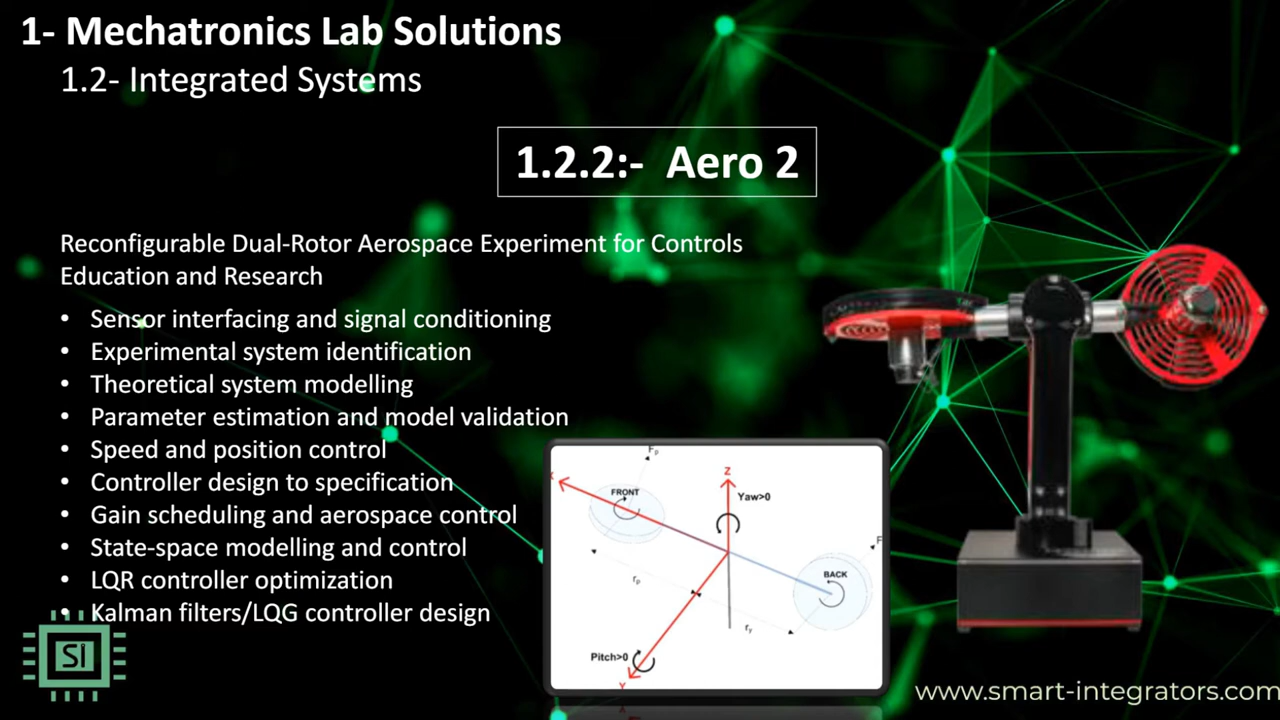 1- Mechatronics Lab Solutions
1.2- Integrated Systems
1.2.2:- Aero 2
Reconfigurable Dual-Rotor Aerospace Experiment for Controls
Education and Research
• Sensor interfacing and signal conditioning
• Experimental system identification
• Theoretical system modelling
• Parameter estimation and model validation
• Speed and position control
• Controller design to specification
• Gain scheduling and aerospace control
• State-space modelling and control
• LQR controller optimization
• Kalman filters/LQG controller design
Fp
Z
X
FRONT
Yaw>0
F
BACK
rp
ry
Pitch>0
Y
SI
www.smart-integrators.com